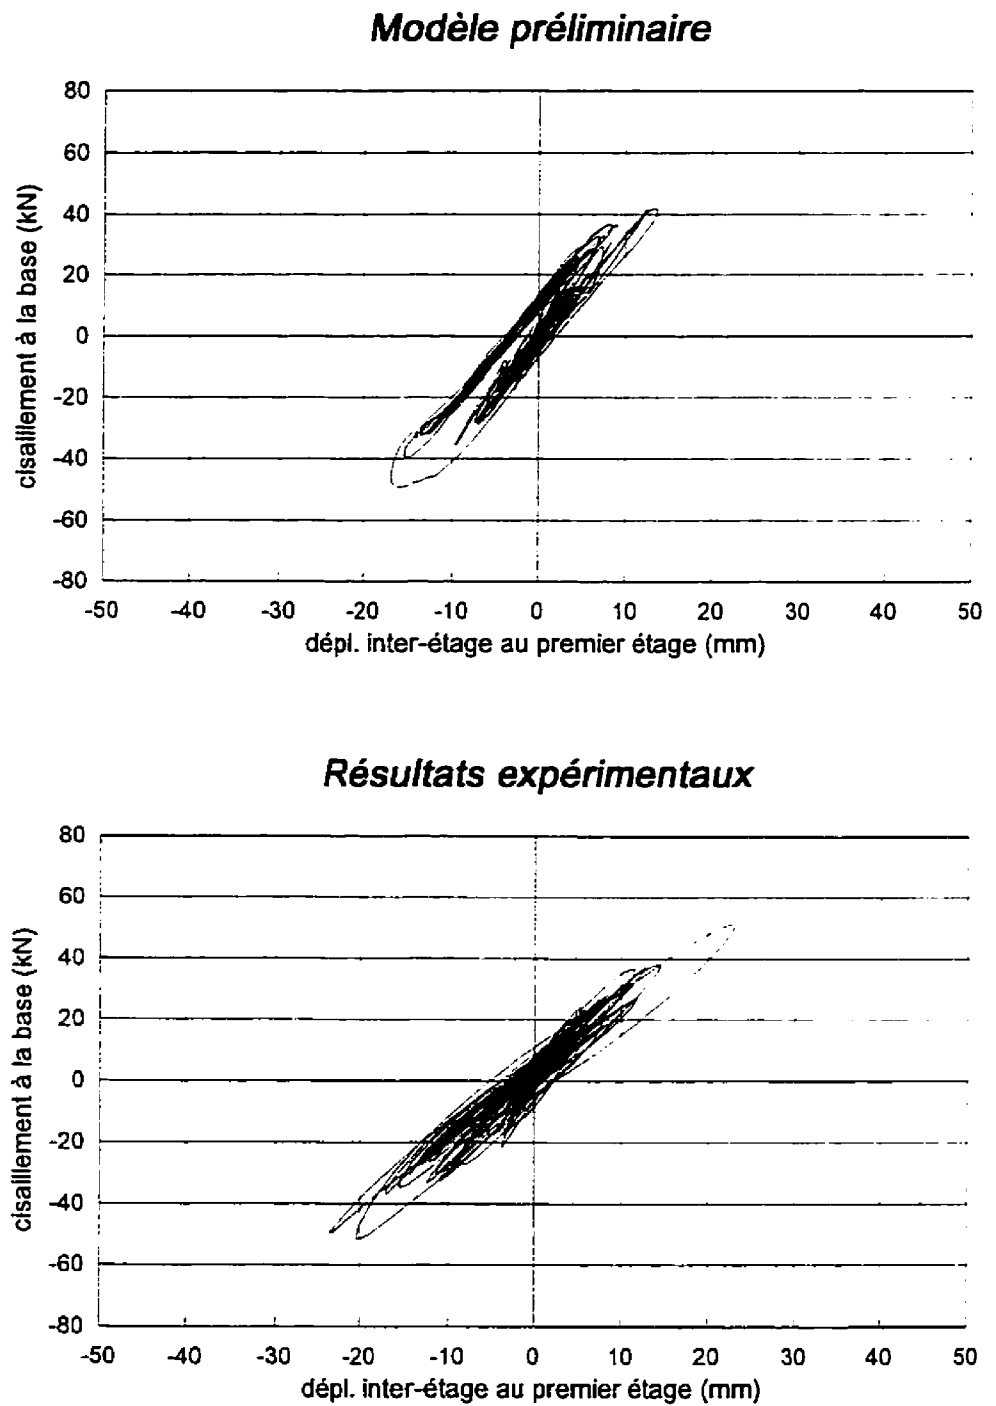 Modèle préliminaire
80
60
40
20
0
-20
-40
-60
-80
cisaillement à la base (kN)
-50 -40 -30 -20 -10 0 10 20 30 40 50
dépl. inter-étage au premier étage (mm)
Résultats expérimentaux
80
60
40
20
0
-20
-40
-60
-80
cisaillement à la base (kN)
-50 -40 -30 -20 -10 0 10 20 30 40 50
dépl. inter-étage au premier étage (mm)